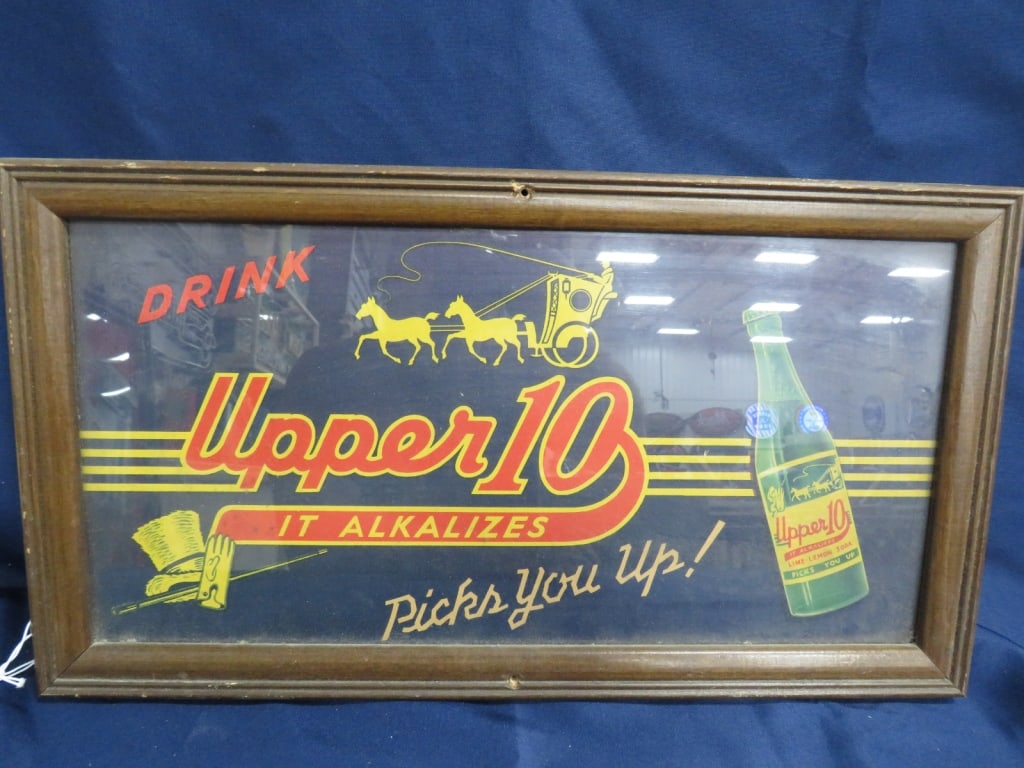 DRINK
Upper 10
IT ALKALIZES
Picks You Up!
Upper 10
IT ALKALIZES
LIME-LEMON SODA
PICKS YOU UP